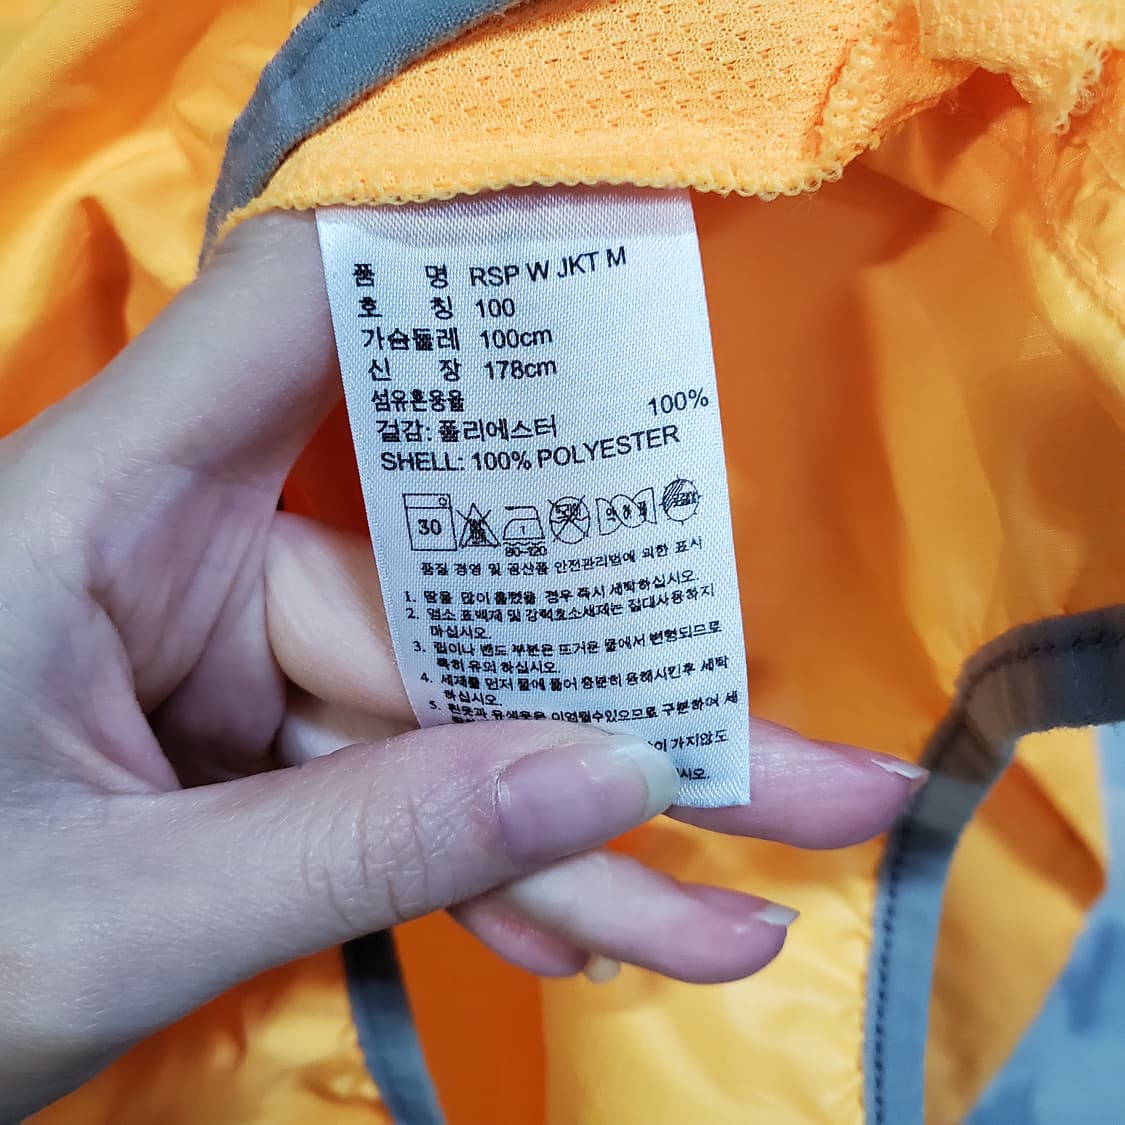 품 명 RSP W JKT M
호 칭 100
가슴둘레 100cm
신 장 178cm
섬유혼용율
걸감: 폴리에스터 100%
SHELL: 100% POLYESTER
30
80~120
품질 경영 및 공산품 안전관리법에 의한 표시
1. 땀을 많이 흘렸을 경우 즉시 세탁하십시오.
2. 염소 표백제 및 강력효소세제는 절대사용하지
마십시오.
3. 립이나 밴드 부분은 뜨거운 물에서 변형되므로
특히 유의 하십시오.
4. 세제를 먼저 물에 풀어 충분히 용해시킨후 세탁
하십시오.
5. 흰옷과 유색옷은 이염될수있으므로 구분하여 세
가지않도